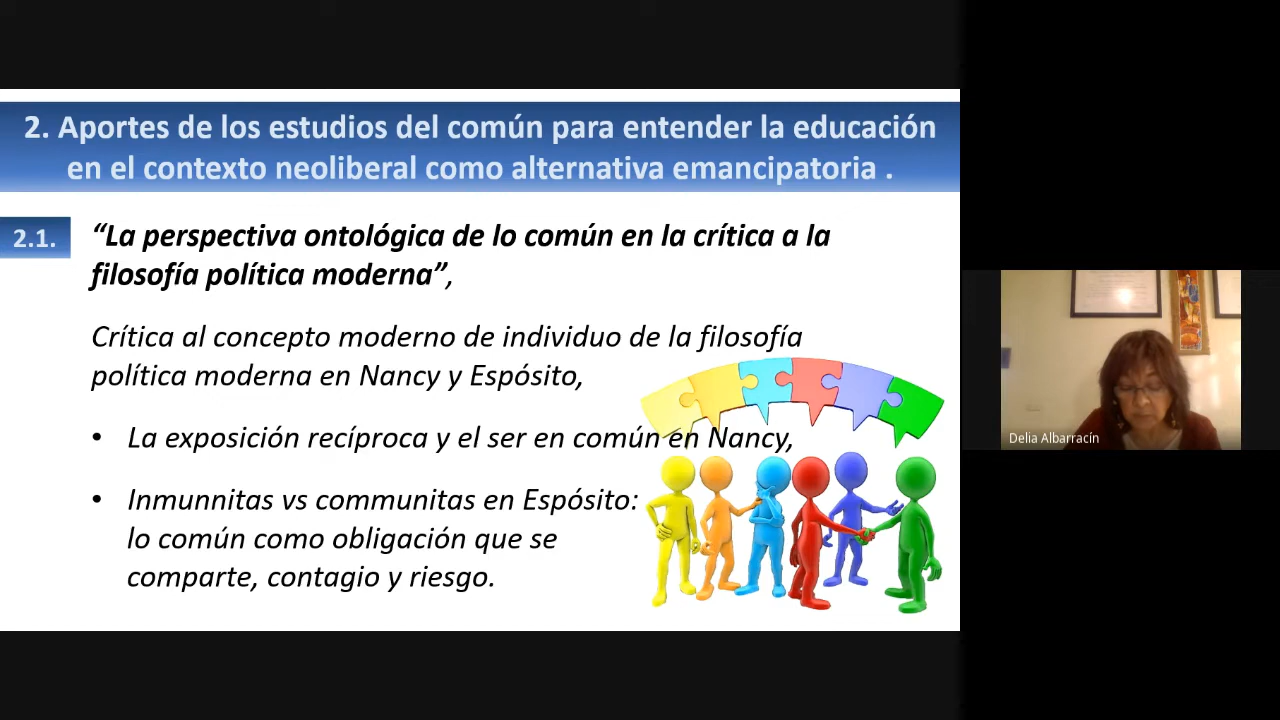 2. Aportes de los estudios del común para entender la educación
en el contexto neoliberal como alternativa emancipatoria .
2.1.
“La perspectiva ontológica de lo común en la crítica a la
filosofía política moderna”,
Crítica al concepto moderno de individuo de la filosofía
política moderna en Nancy y Espósito,
• La exposición recíproca y el ser en común en Nancy,
• Inmunnitas vs communitas en Espósito:
lo común como obligación que se
comparte, contagio y riesgo.
Delia Albarracín